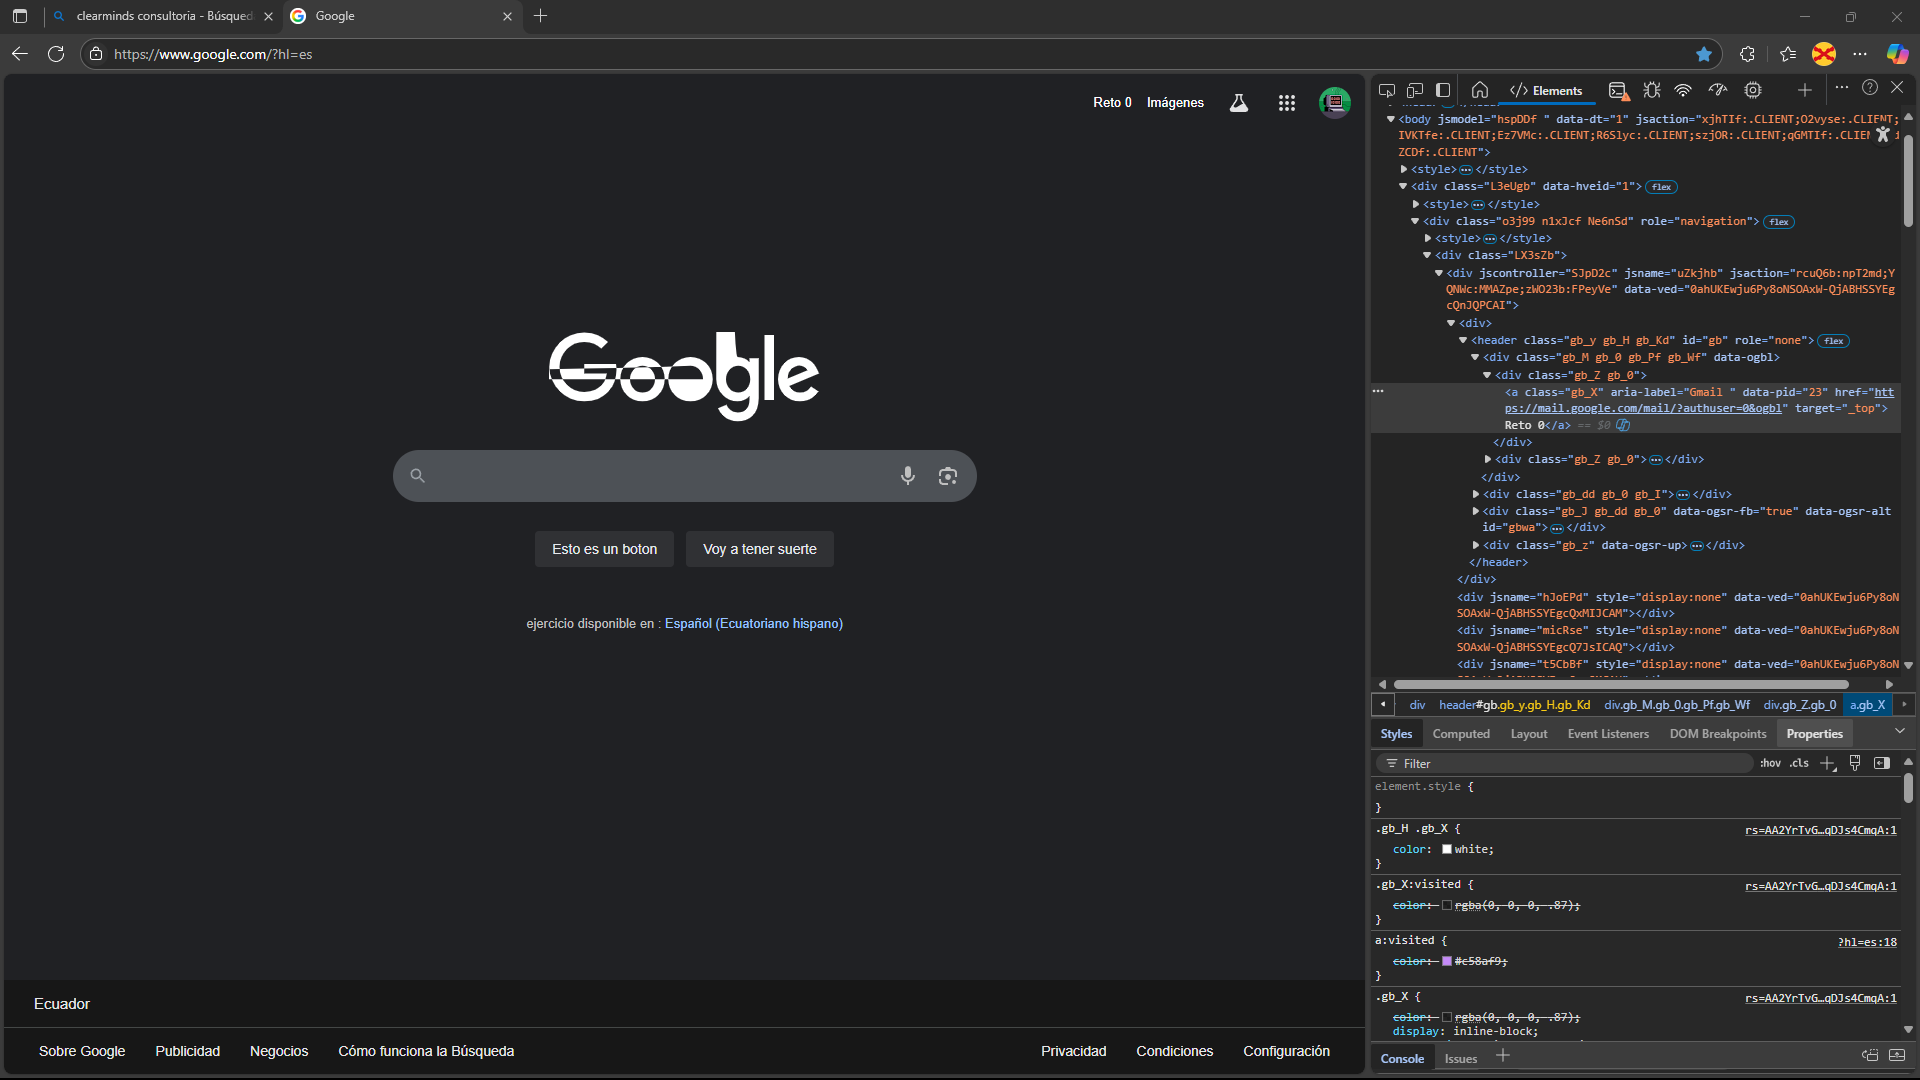 clearminds consultoria - Búsqued
Google
https://www.google.com/?hl=es
Reto 0 Imágenes
Google
Esto es un boton
Voy a tener suerte
ejercicio disponible en : Español (Ecuatoriano hispano)
Ecuador
Sobre Google Publicidad Negocios Cómo funciona la Búsqueda
Privacidad Condiciones Configuración
Elements
<body jsmodel="hspDDf " data-dt="1" jsaction="xjhTIf:.CLIENT;O2vyse:.CLIENT;
IVKTfe:.CLIENT;Ez7VMc:.CLIENT;R6Slyc:.CLIENT;szjOR:.CLIENT;qGMTIf:.CLIEN
ZCDf:.CLIENT">
<style> </style>
<div class="L3eUgb" data-hveid="1"> flex
<style> </style>
<div class="o3j99 n1xJcf Ne6nSd" role="navigation"> flex
<style> </style>
<div class="LX3sZb">
<div jscontroller="SJpD2c" jsname="uZkjhb" jsaction="rcuQ6b:npT2md;Y
QNWc:MMAZpe;zWO23b:FPeyVe" data-ved="0ahUKEwju6Py8oNSOAxW-QjABHSSYEg
cQnJQPCAI">
<div>
<header class="gb_y gb_H gb_Kd" id="gb" role="none"> flex
<div class="gb_M gb_0 gb_Pf gb_Wf" data-ogbl>
<div class="gb_Z gb_0">
<a class="gb_X" aria-label="Gmail " data-pid="23" href="htt
ps://mail.google.com/mail/?authuser=0&ogbl" target="_top">
Reto 0</a> == $0
</div>
<div class="gb_Z gb_0"> </div>
</div>
<div class="gb_dd gb_0 gb_I"> </div>
<div class="gb_J gb_dd gb_0" data-ogsr-fb="true" data-ogsr-alt
id="gbwa"> </div>
<div class="gb_z" data-ogsr-up> </div>
</header>
</div>
<div jsname="hJoEPd" style="display:none" data-ved="0ahUKEwju6Py8oN
SOAxW-QjABHSSYEgcQxMIJCAM"></div>
<div jsname="micRse" style="display:none" data-ved="0ahUKEwju6Py8oN
SOAxW-QjABHSSYEgcQ7JsICAQ"></div>
<div jsname="t5CbBf" style="display:none" data-ved="0ahUKEwju6Py8oN
div header#gb.gb_y.gb_H.gb_Kd div.gb_M.gb_0.gb_Pf.gb_Wf div.gb_Z.gb_0 a.gb_X
Styles Computed Layout Event Listeners DOM Breakpoints Properties
Filter :hov .cls
element.style {
}
.gb_H .gb_X { rs=AA2YrTvG…qDJs4CmqA:1
color: white;
}
.gb_X:visited { rs=AA2YrTvG…qDJs4CmqA:1
color: rgba(0, 0, 0, .87);
}
a:visited { ?hl=es:18
color: #c58af9;
}
.gb_X { rs=AA2YrTvG…qDJs4CmqA:1
color: rgba(0, 0, 0, .87);
display: inline-block;
Console Issues